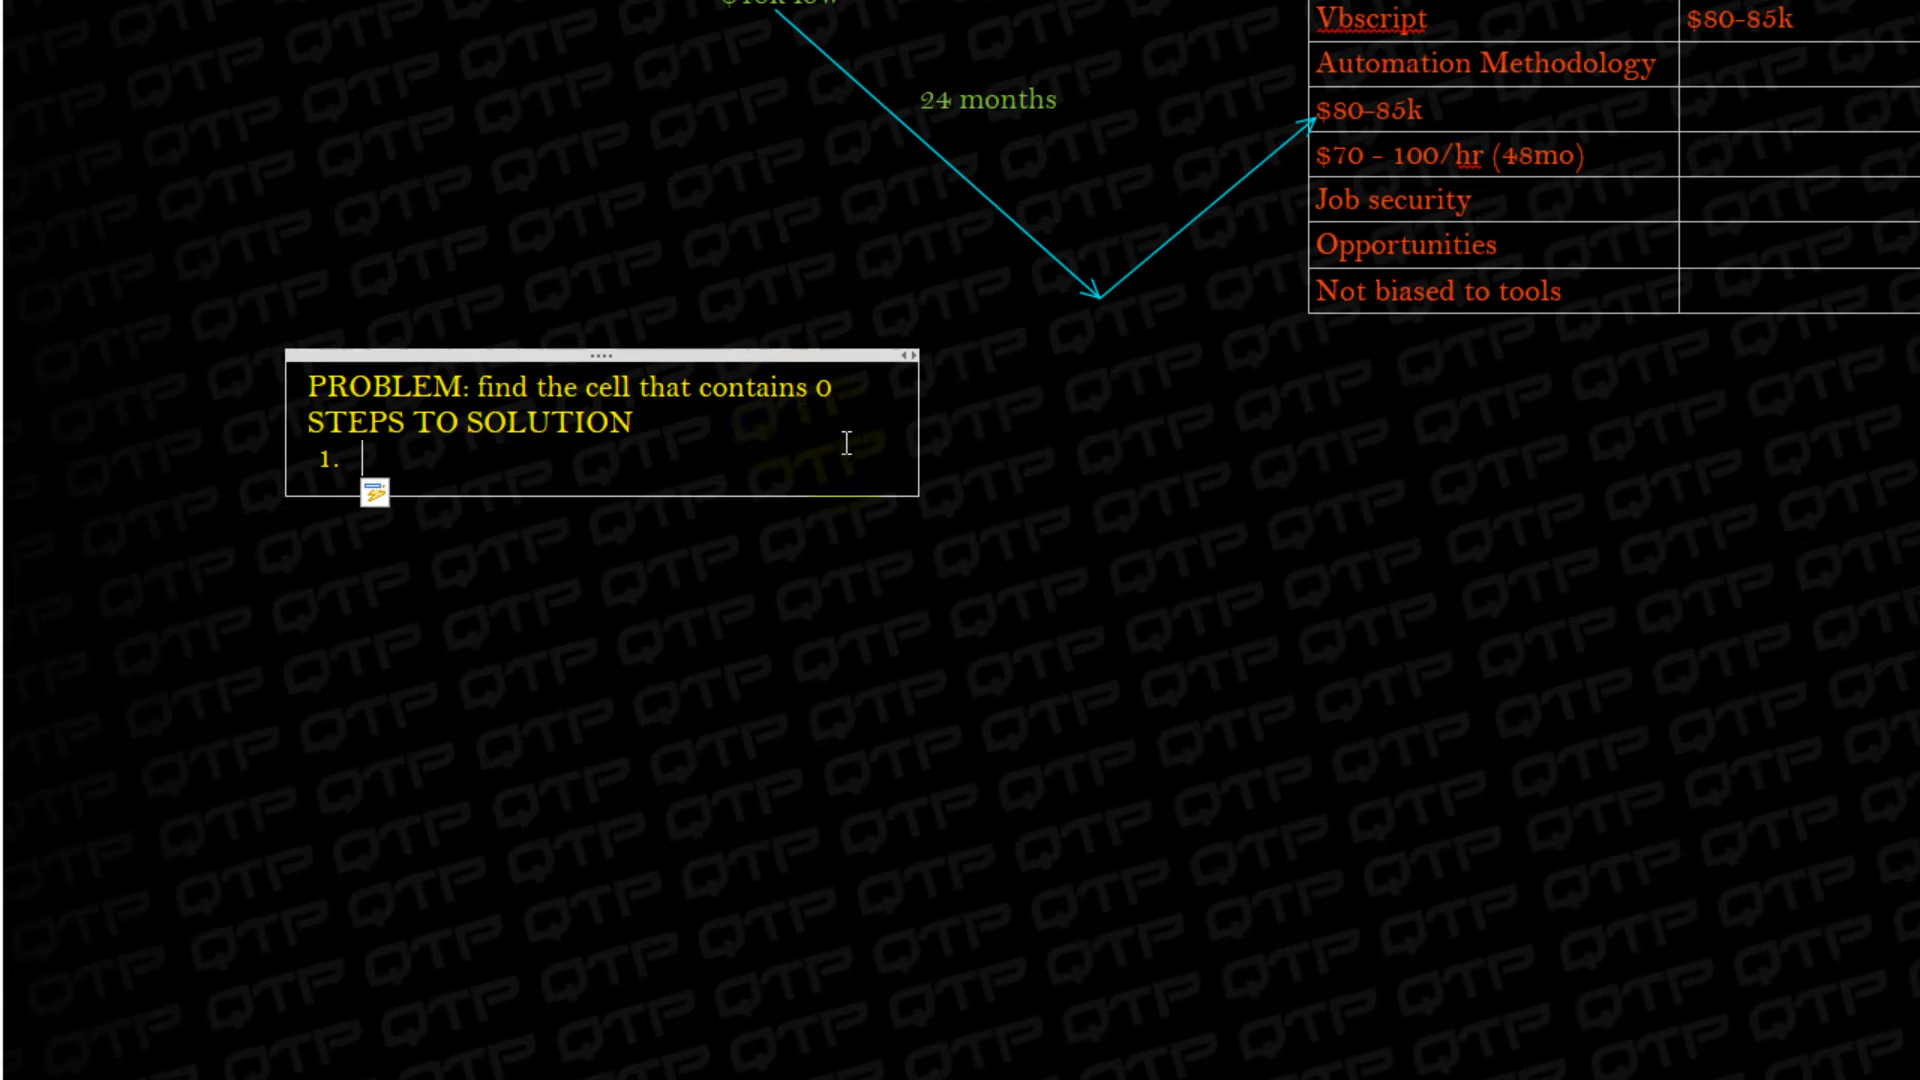 Vbscript $80-85k
Automation Methodology
24 months
$80-85k
$70 - 100/hr (48mo)
Job security
Opportunities
Not biased to tools
PROBLEM: find the cell that contains 0
STEPS TO SOLUTION
1.
QTP